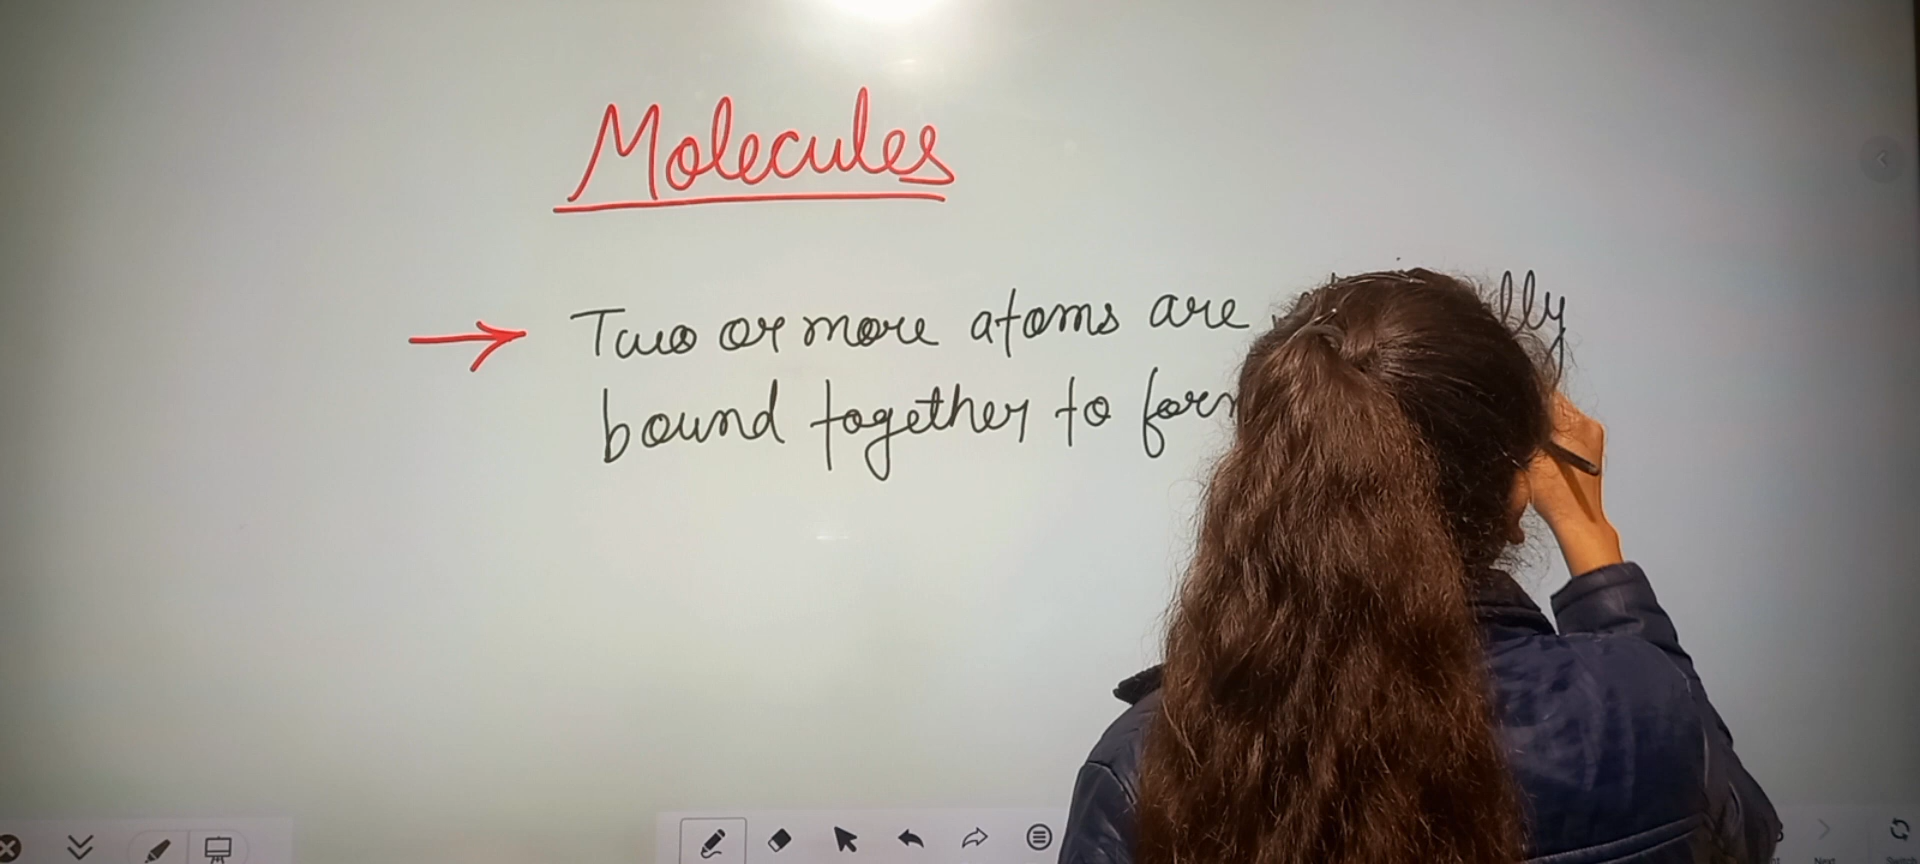 Molecules
→ Two or more atoms are
bound together to